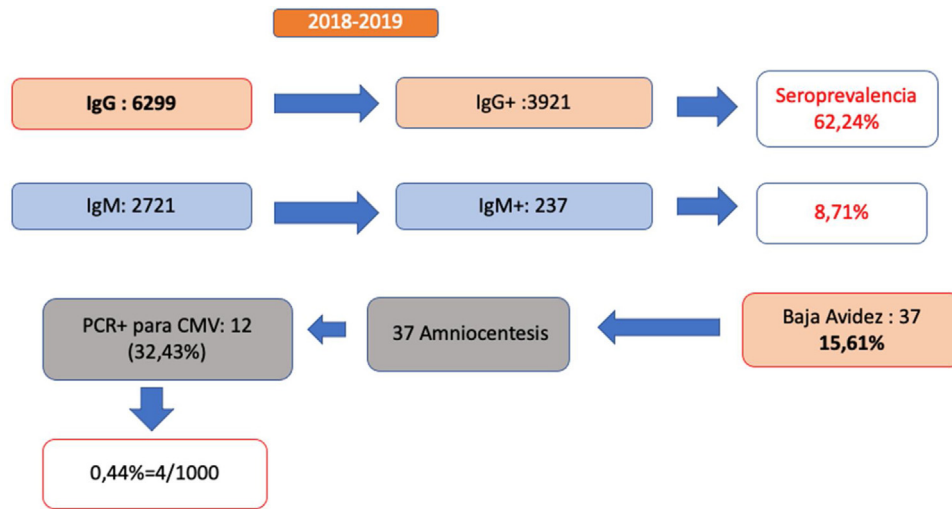 2018-2019
IgG : 6299
IgG+ :3921
Seroprevalencia
62,24%
IgM: 2721
IgM+: 237
8,71%
Baja Avidez : 37
15,61%
37 Amniocentesis
PCR+ para CMV: 12
(32,43%)
0,44%=4/1000